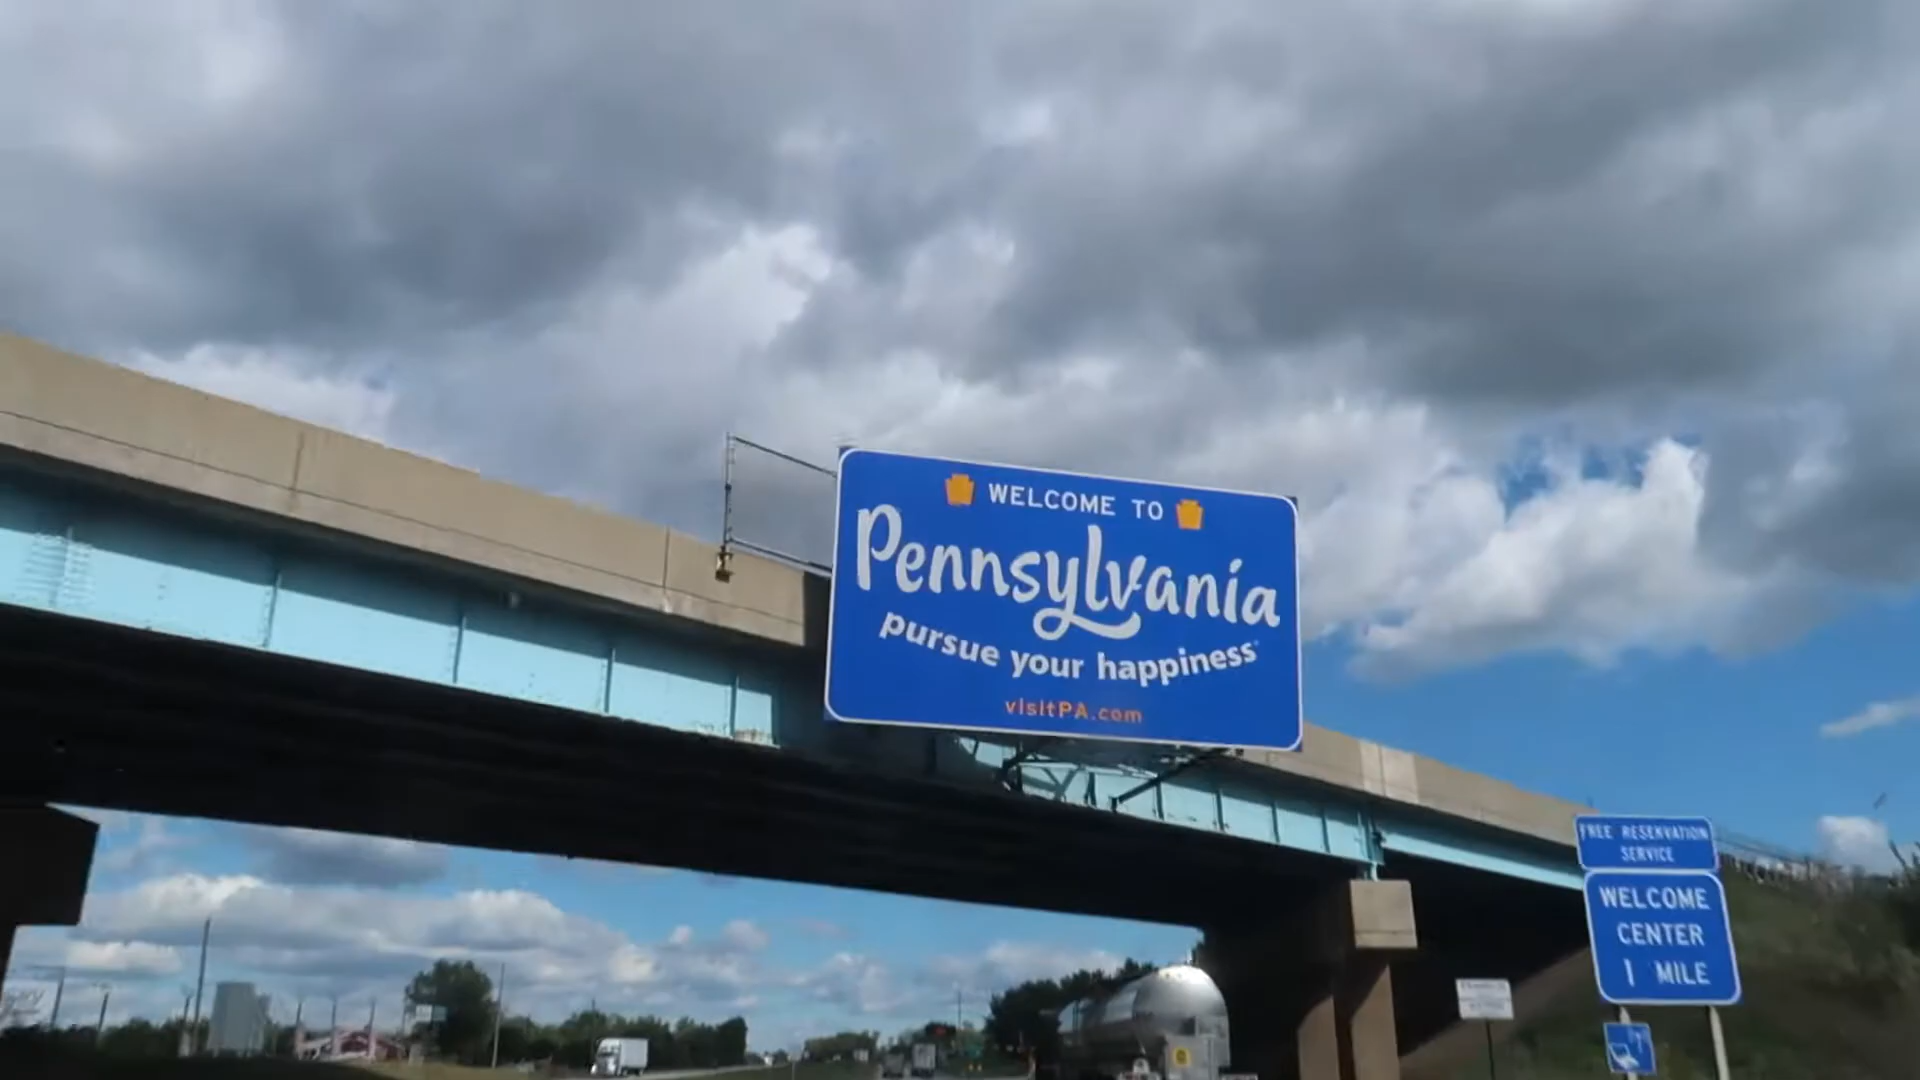 WELCOME TO
Pennsylvania
pursue your happiness
visitPA.com
FREE RESERVATION
SERVICE
WELCOME
CENTER
1 MILE